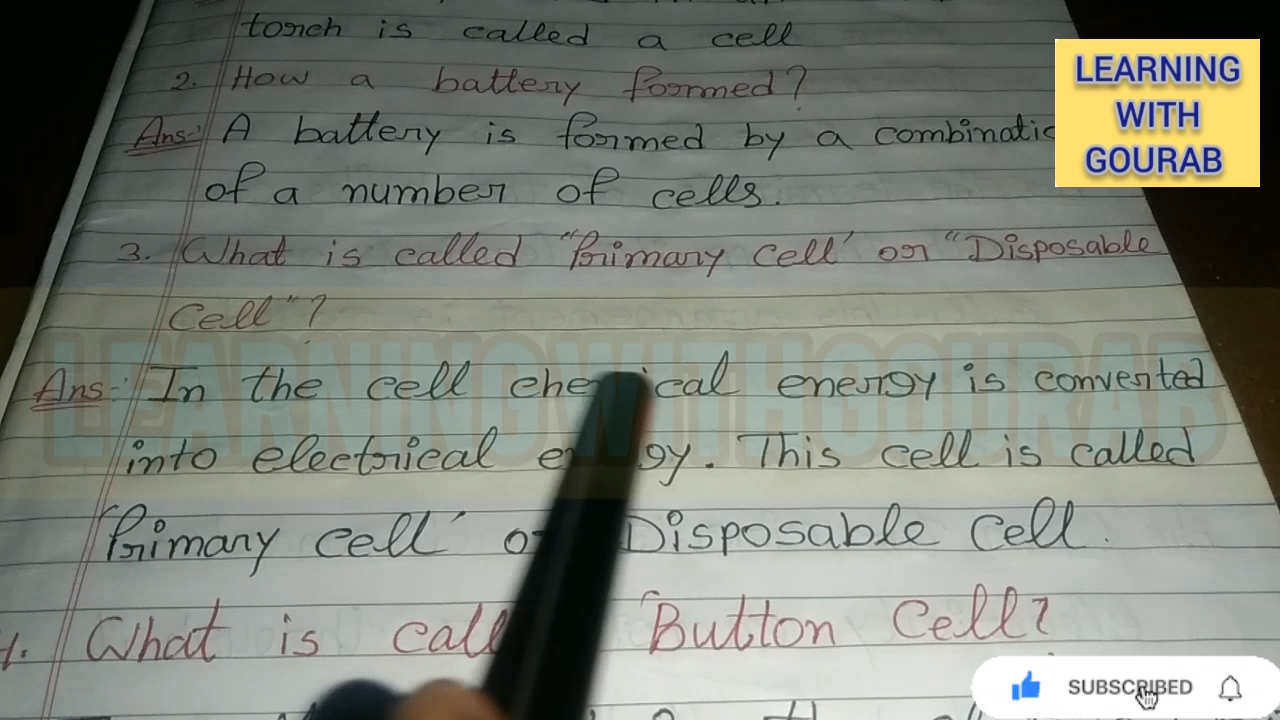 torch is called a cell
2. How a battery formed?
Ans:- A battery is formed by a combinatio
of a number of cells.
3. What is called "Primary Cell" or "Disposable
Cell"?
Ans:- In the cell chemical energy is converted
into electrical energy. This cell is called
"Primary cell" or Disposable Cell.
4. What is call "Button Cell?
LEARNING
WITH
GOURAB
LEARNINGWITHGOURAB
SUBSCRIBED